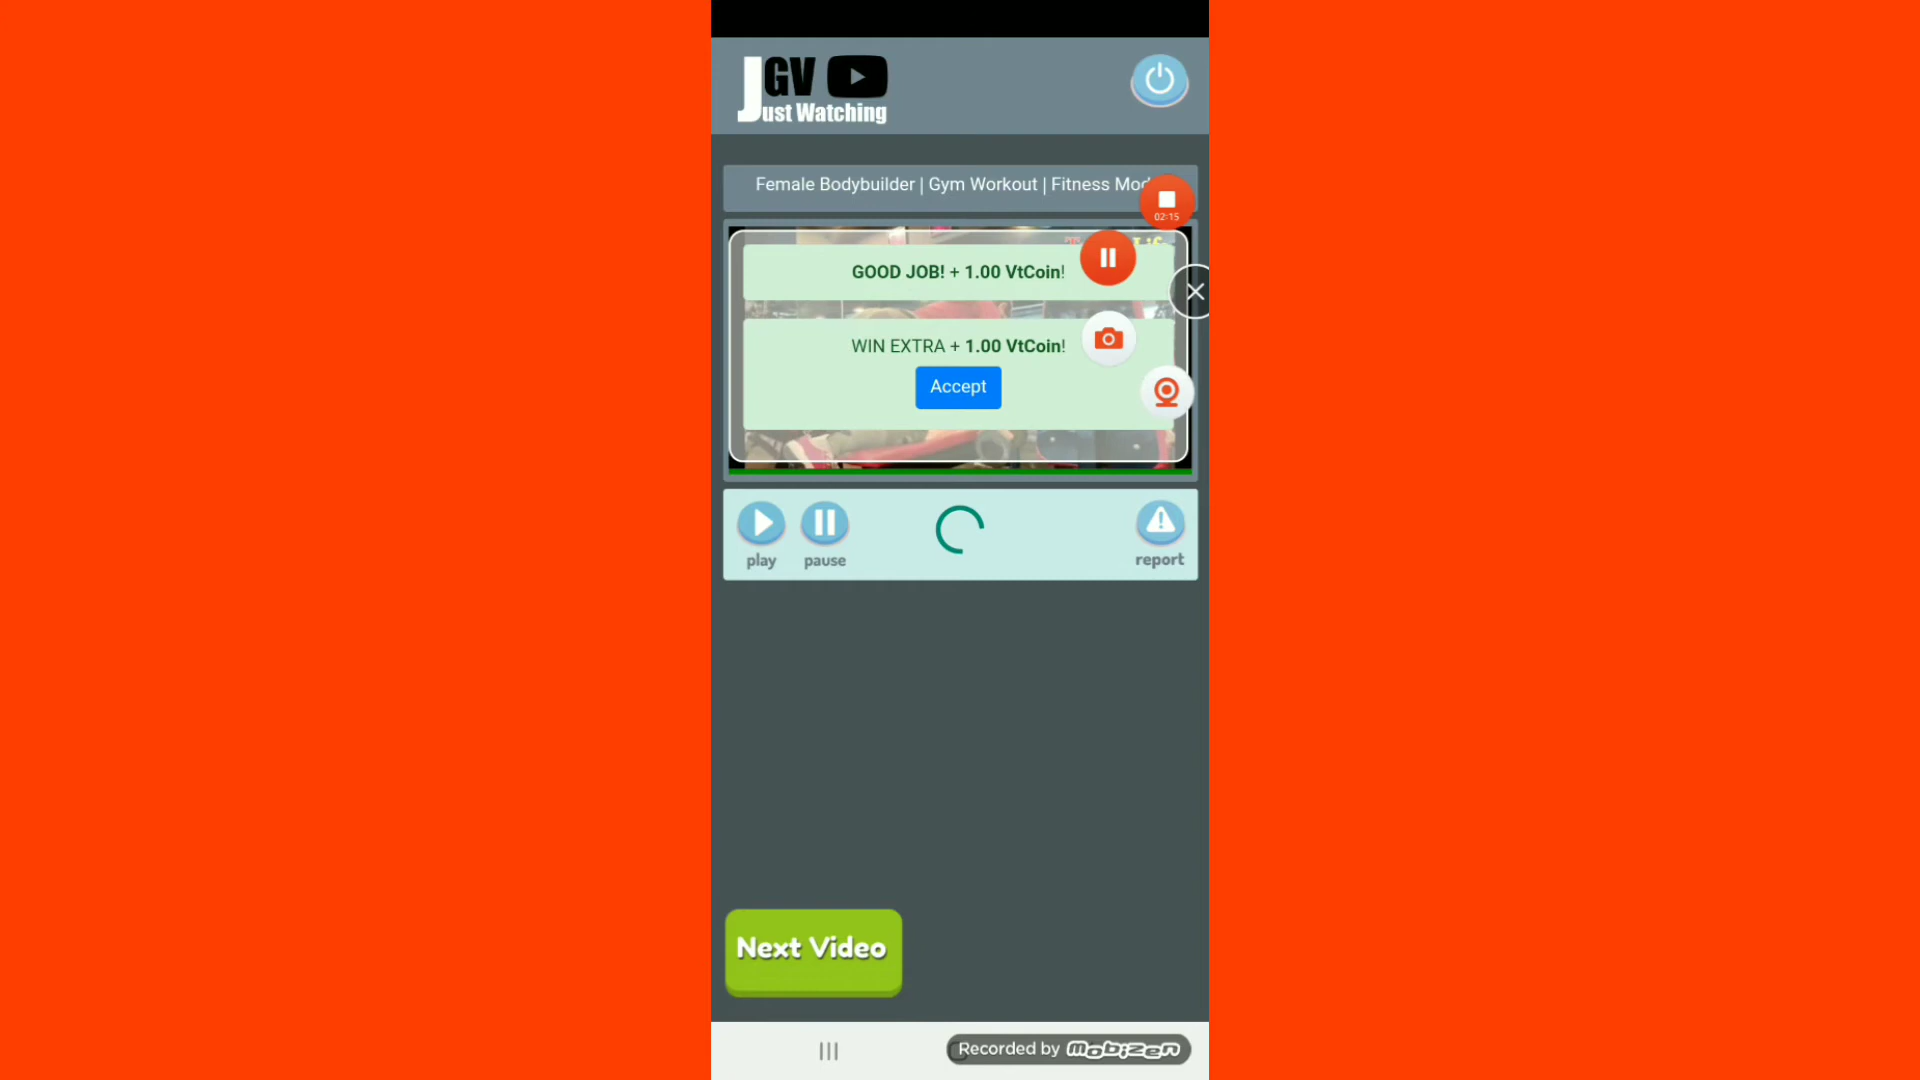 JGV
Just Watching
Female Bodybuilder | Gym Workout | Fitness Mod
02:15
GOOD JOB! + 1.00 VtCoin!
WIN EXTRA + 1.00 VtCoin!
Accept
play
pause
report
Next Video
Recorded by mobizen